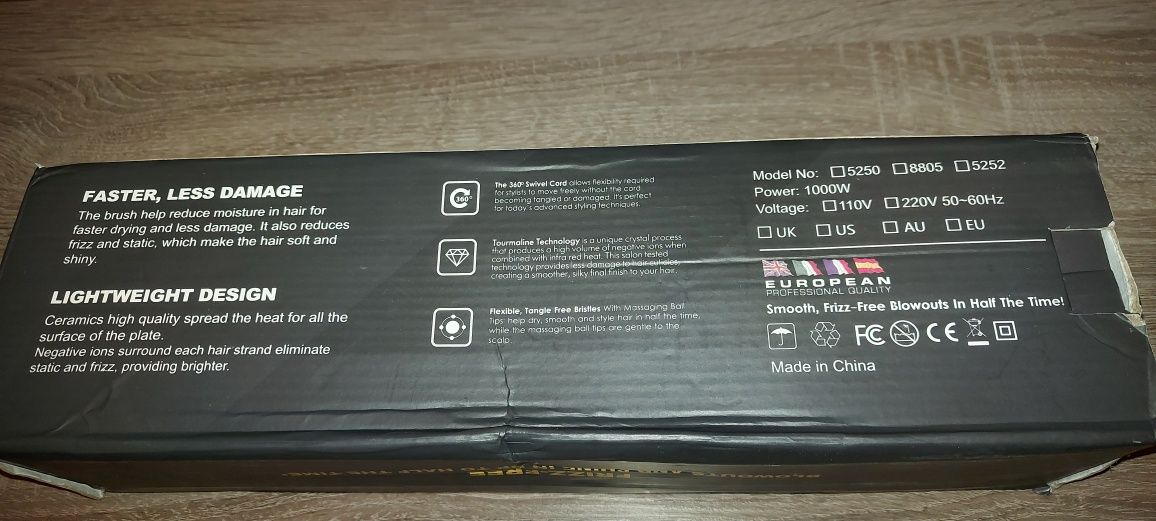 FASTER, LESS DAMAGE
The brush help reduce moisture in hair for
faster drying and less damage. It also reduces
frizz and static, which make the hair soft and
shiny.
LIGHTWEIGHT DESIGN
Ceramics high quality spread the heat for all the
surface of the plate.
Negative ions surround each hair strand eliminate
static and frizz, providing brighter.
360°
The 360° Swivel Cord allows flexibility required
for stylists to move freely without the cord
becoming tangled or damaged. It's perfect
for today's advanced styling techniques.
Tourmaline Technology is a unique crystal process
that produces a high volume of negative ions when
combined with infra red heat. This salon tested
technology provides less damage to hair cuticles,
creating a smoother, silky final finish to your hair.
Flexible, Tangle Free Bristles With Massaging Ball
Tips help dry, smooth and style hair in half the time,
while the massaging ball tips are gentle to the
scalp.
Model No: 5250 8805 5252
Power: 1000W
Voltage: 110V 220V 50~60Hz
UK US AU EU
EUROPEAN
PROFESSIONAL QUALITY
Smooth, Frizz-Free Blowouts In Half The Time!
FC CE
Made in China
FRIZZ-FREE